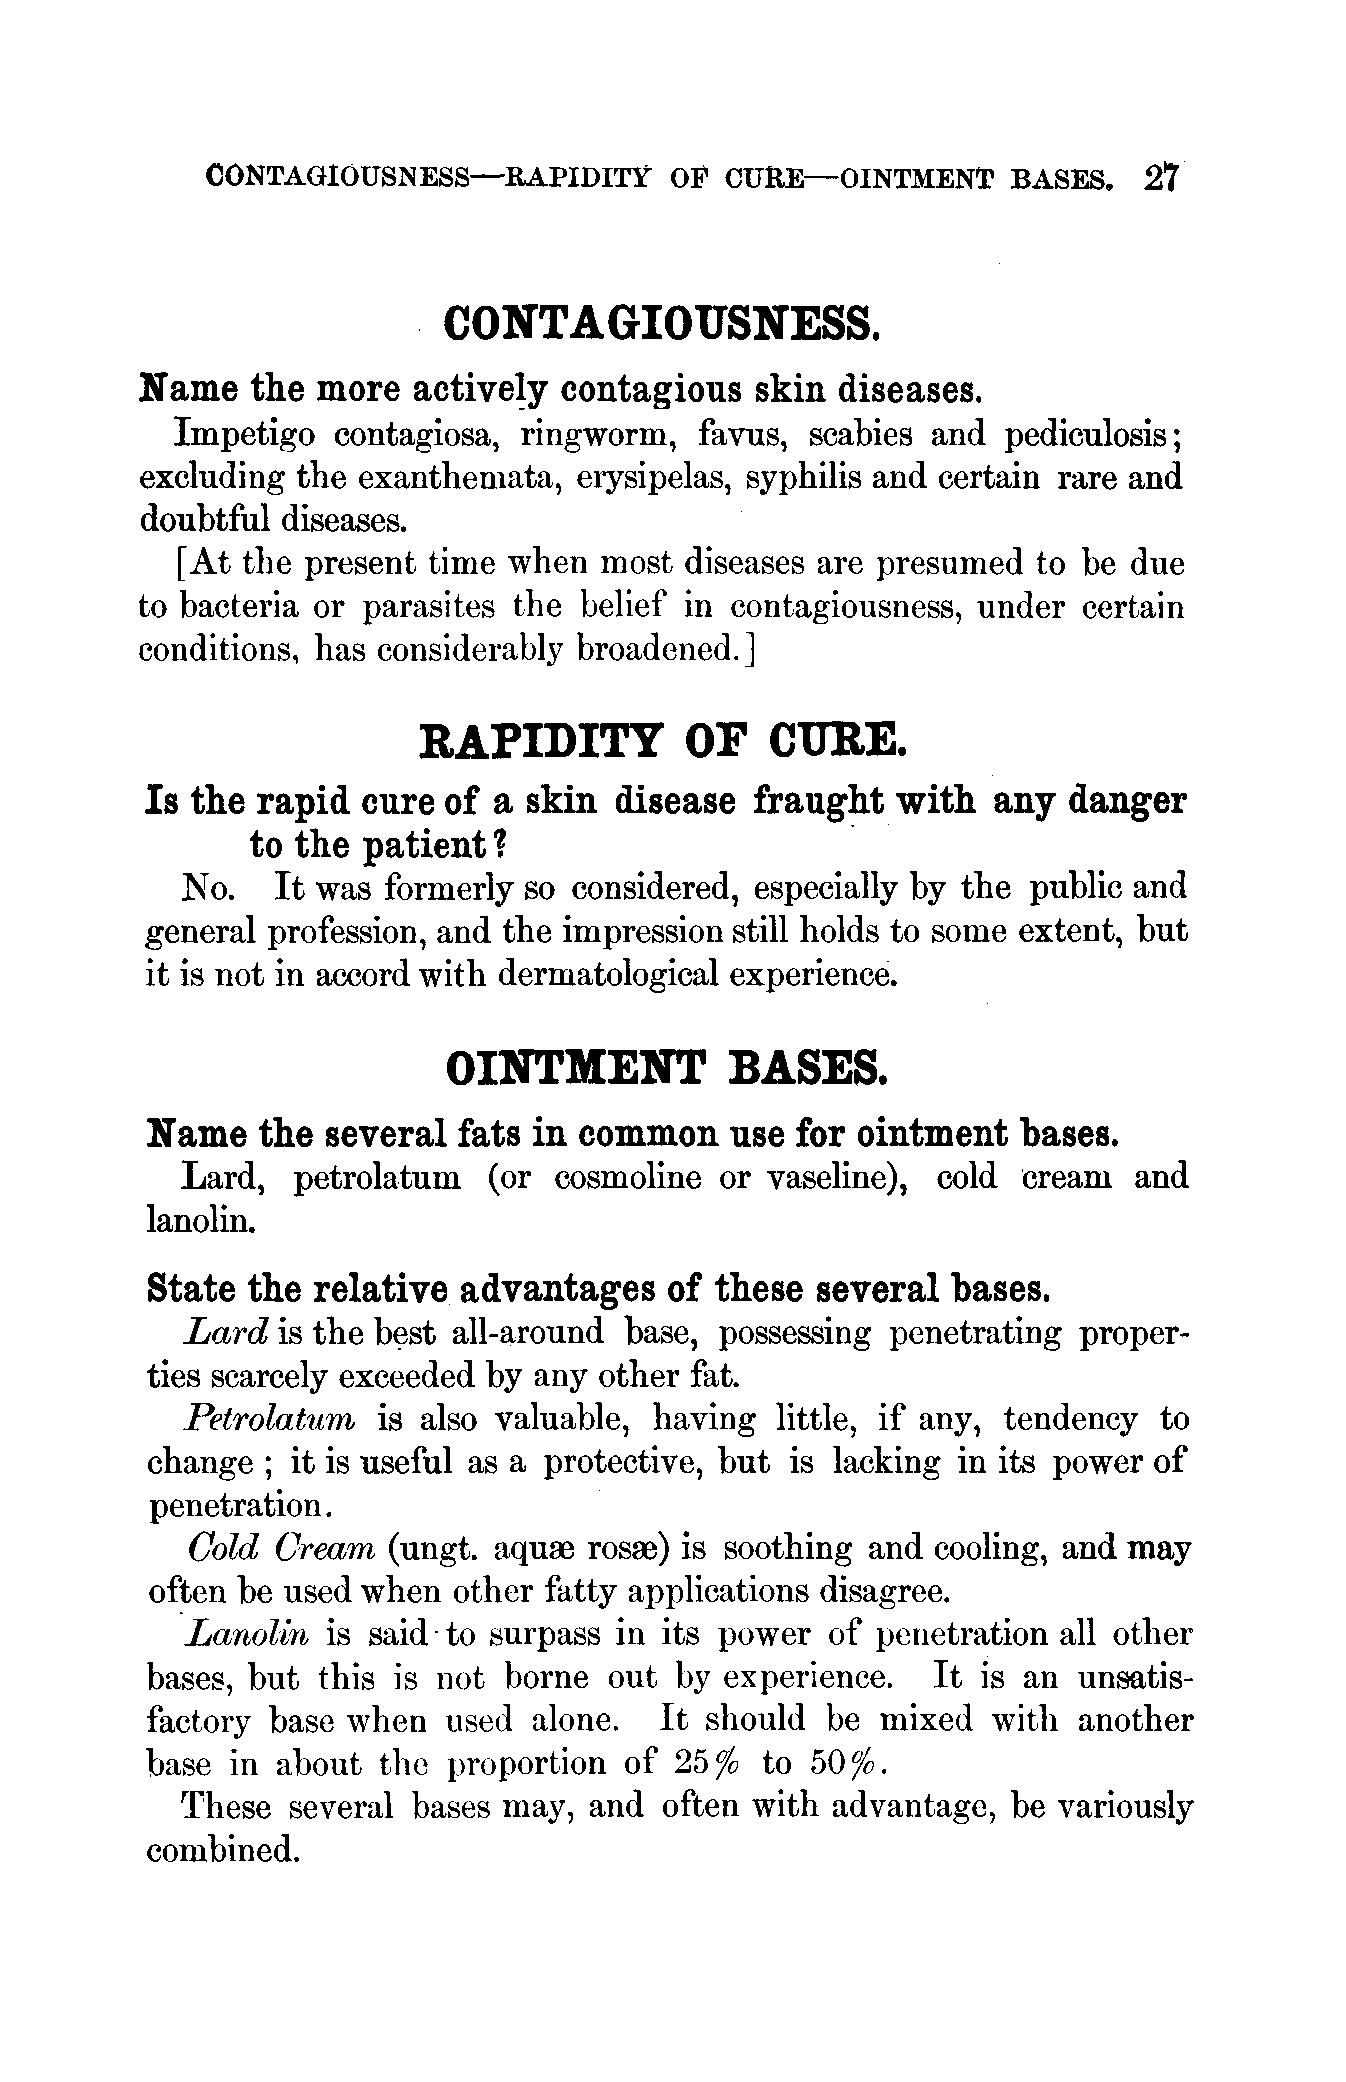 CONTAGIOUSNESS—RAPIDITY OF CURE—OINTMENT BASES. 27
CONTAGIOUSNESS.
Name the more actively contagious skin diseases.
Impetigo contagiosa, ringworm, favus, scabies and pediculosis;
excluding the exanthemata, erysipelas, syphilis and certain rare and
doubtful diseases.
[At the present time when most diseases are presumed to be due
to bacteria or parasites the belief in contagiousness, under certain
conditions, has considerably broadened.]
RAPIDITY OF CURE.
Is the rapid cure of a skin disease fraught with any danger
to the patient?
No. It was formerly so considered, especially by the public and
general profession, and the impression still holds to some extent, but
it is not in accord with dermatological experience.
OINTMENT BASES.
Name the several fats in common use for ointment bases.
Lard, petrolatum (or cosmoline or vaseline), cold cream and
lanolin.
State the relative advantages of these several bases.
Lard is the best all-around base, possessing penetrating proper-
ties scarcely exceeded by any other fat.
Petrolatum is also valuable, having little, if any, tendency to
change ; it is useful as a protective, but is lacking in its power of
penetration.
Cold Cream (ungt. aquæ rosæ) is soothing and cooling, and may
often be used when other fatty applications disagree.
Lanolin is said to surpass in its power of penetration all other
bases, but this is not borne out by experience. It is an unsatis-
factory base when used alone. It should be mixed with another
base in about the proportion of 25% to 50%.
These several bases may, and often with advantage, be variously
combined.